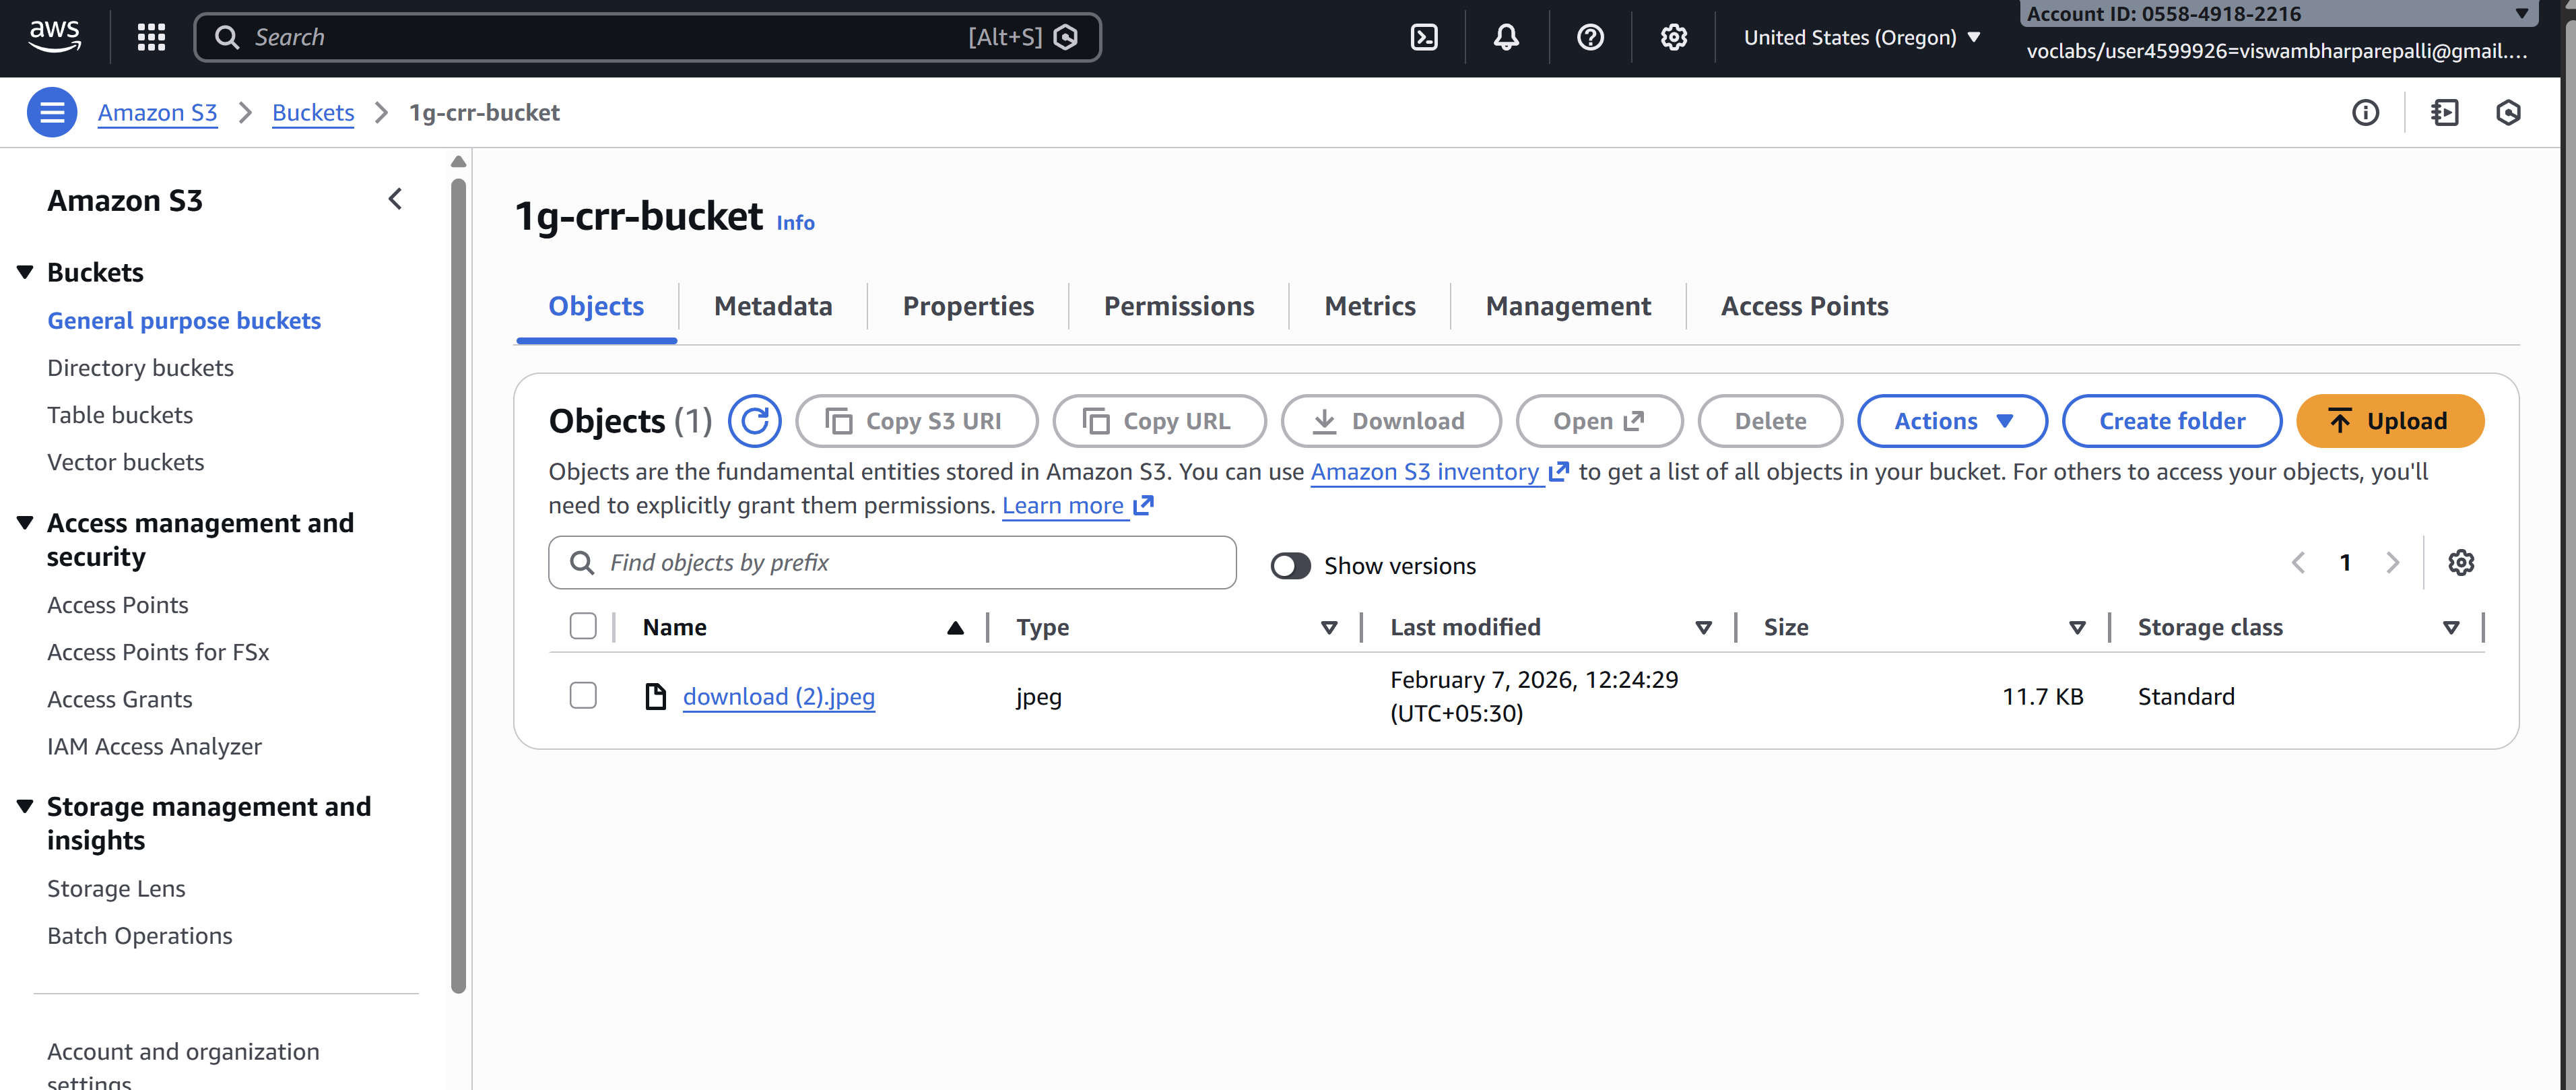 aws
Search
[Alt+S]
United States (Oregon)
Account ID: 0558-4918-2216
voclabs/user4599926=viswambharparepalli@gmail....
Amazon S3
Buckets
1g-crr-bucket
Amazon S3
Buckets
General purpose buckets
Directory buckets
Table buckets
Vector buckets
Access management and
security
Access Points
Access Points for FSx
Access Grants
IAM Access Analyzer
Storage management and
insights
Storage Lens
Batch Operations
Account and organization
settings
1g-crr-bucket Info
Objects
Metadata
Properties
Permissions
Metrics
Management
Access Points
Objects (1)
Copy S3 URI
Copy URL
Download
Open
Delete
Actions
Create folder
Upload
Objects are the fundamental entities stored in Amazon S3. You can use Amazon S3 inventory to get a list of all objects in your bucket. For others to access your objects, you'll
need to explicitly grant them permissions. Learn more
Find objects by prefix
Show versions
1
Name
Type
Last modified
Size
Storage class
download (2).jpeg
jpeg
February 7, 2026, 12:24:29
(UTC+05:30)
11.7 KB
Standard